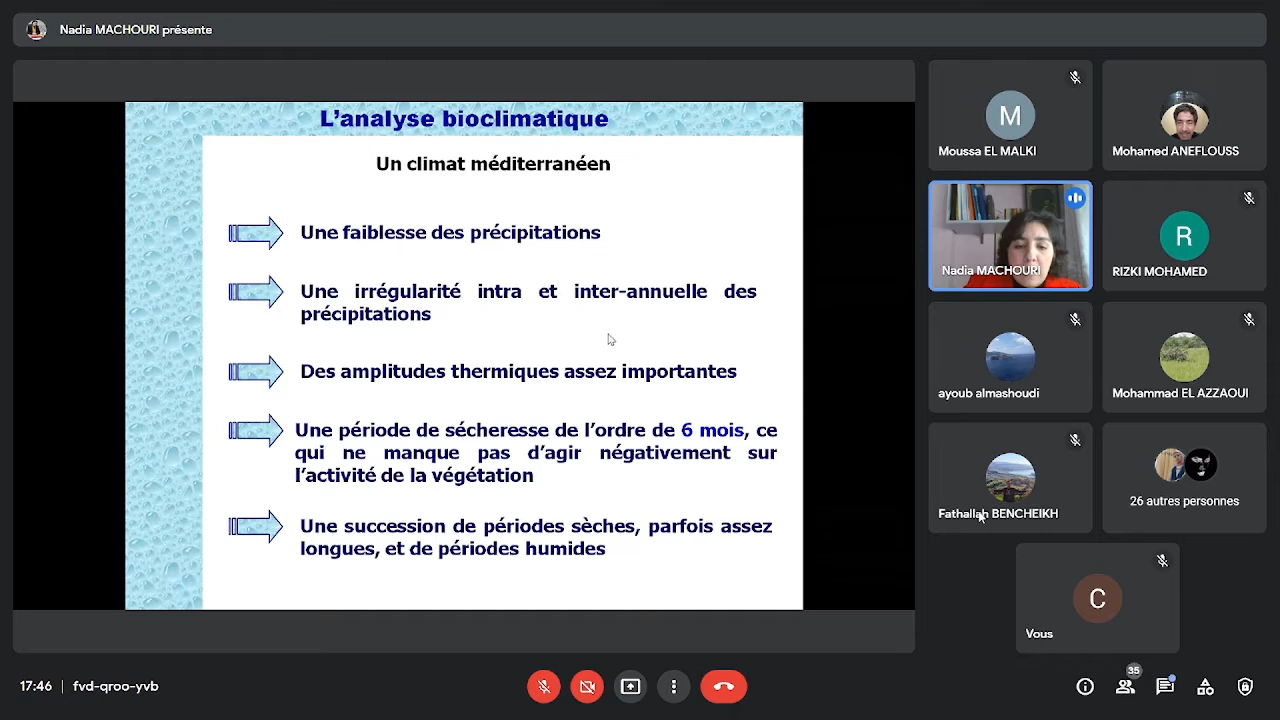 Nadia MACHOURI présente
L’analyse bioclimatique
Un climat méditerranéen
Une faiblesse des précipitations
Une irrégularité intra et inter-annuelle des
précipitations
Des amplitudes thermiques assez importantes
Une période de sécheresse de l’ordre de 6 mois, ce
qui ne manque pas d’agir négativement sur
l’activité de la végétation
Une succession de périodes sèches, parfois assez
longues, et de périodes humides
M
Moussa EL MALKI
Mohamed ANEFLOUSS
Nadia MACHOURI
R
RIZKI MOHAMED
ayoub almashoudi
Mohammad EL AZZAOUI
Fathallah BENCHEIKH
26 autres personnes
C
Vous
17:46 | fvd-qroo-yvb
35